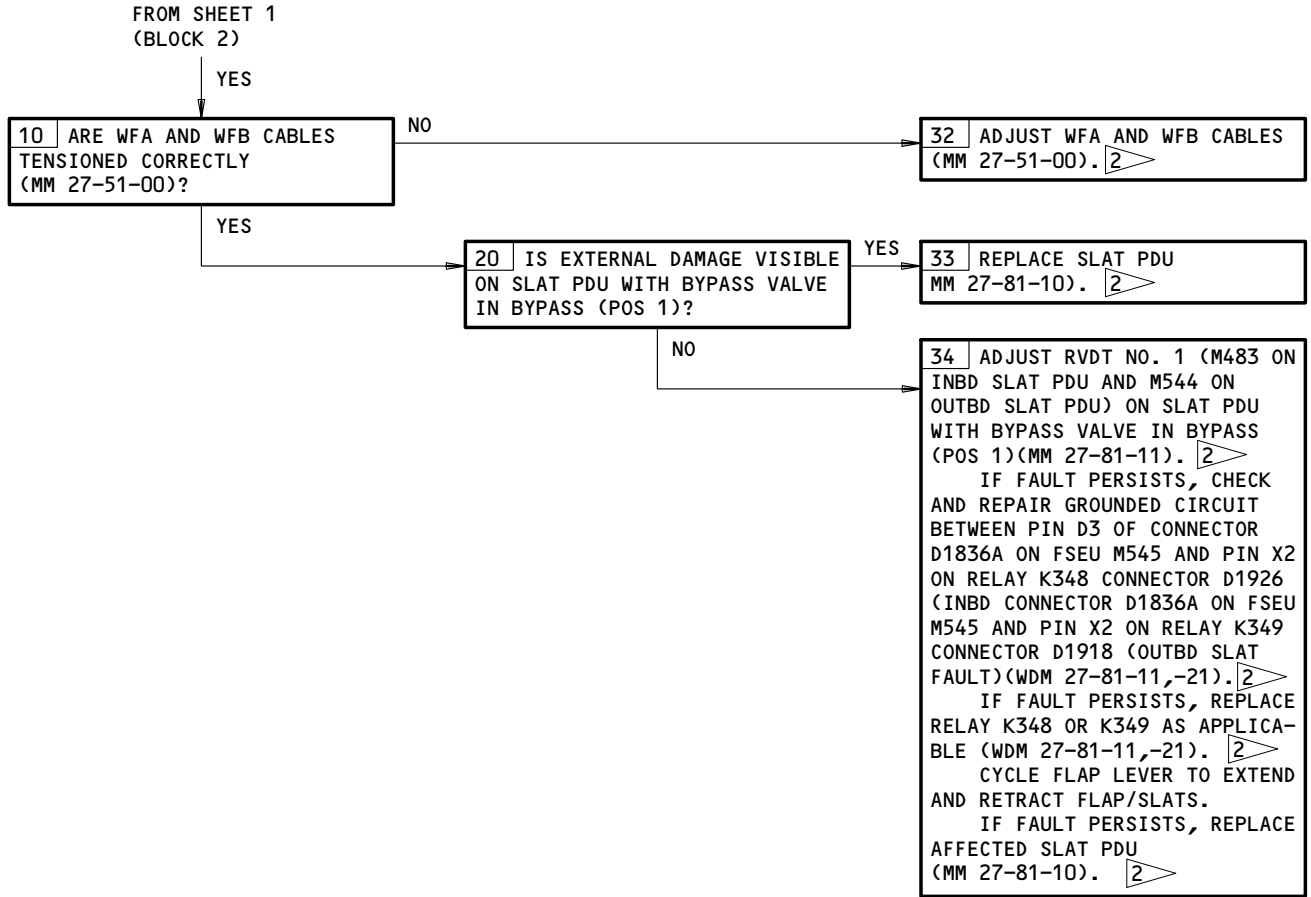 FROM SHEET 1
(BLOCK 2)
YES
10 ARE WFA AND WFB CABLES
TENSIONED CORRECTLY
(MM 27-51-00)?
NO
32 ADJUST WFA AND WFB CABLES
(MM 27-51-00). 2
YES
20 IS EXTERNAL DAMAGE VISIBLE
ON SLAT PDU WITH BYPASS VALVE
IN BYPASS (POS 1)?
YES
33 REPLACE SLAT PDU
MM 27-81-10). 2
NO
34 ADJUST RVDT NO. 1 (M483 ON
INBD SLAT PDU AND M544 ON
OUTBD SLAT PDU) ON SLAT PDU
WITH BYPASS VALVE IN BYPASS
(POS 1)(MM 27-81-11). 2
IF FAULT PERSISTS, CHECK
AND REPAIR GROUNDED CIRCUIT
BETWEEN PIN D3 OF CONNECTOR
D1836A ON FSEU M545 AND PIN X2
ON RELAY K348 CONNECTOR D1926
(INBD CONNECTOR D1836A ON FSEU
M545 AND PIN X2 ON RELAY K349
CONNECTOR D1918 (OUTBD SLAT
FAULT)(WDM 27-81-11,-21). 2
IF FAULT PERSISTS, REPLACE
RELAY K348 OR K349 AS APPLICA-
BLE (WDM 27-81-11,-21). 2
CYCLE FLAP LEVER TO EXTEND
AND RETRACT FLAP/SLATS.
IF FAULT PERSISTS, REPLACE
AFFECTED SLAT PDU
(MM 27-81-10). 2